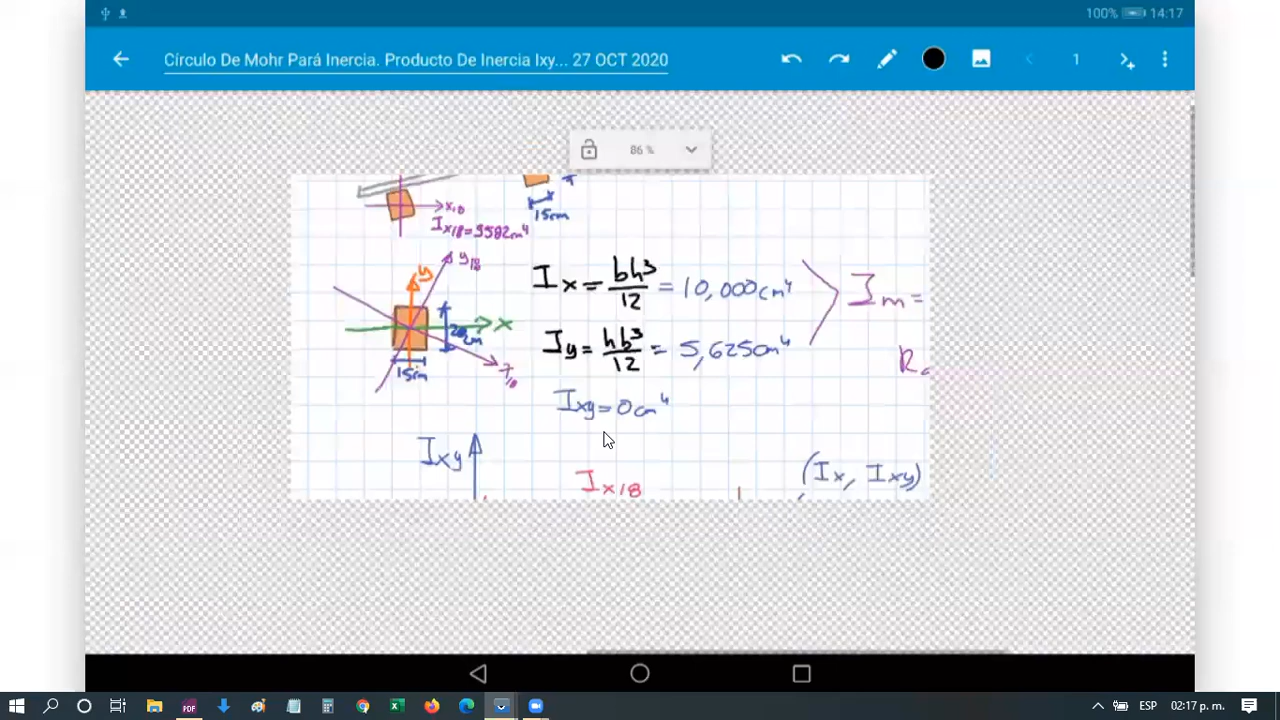 100% 14:17
Círculo De Mohr Pará Inercia. Producto De Inercia Ixy... 27 OCT 2020
1
86 %
15cm
Ix18=9582cm⁴
y18
y
x
15cm
Ix = bh³/12 = 10,000cm⁴
Iy = hb³/12 = 5,625cm⁴
Im =
Ixy = 0cm⁴
Ixy
Ix18
(Ix, Ixy)
ESP 02:17 p. m.